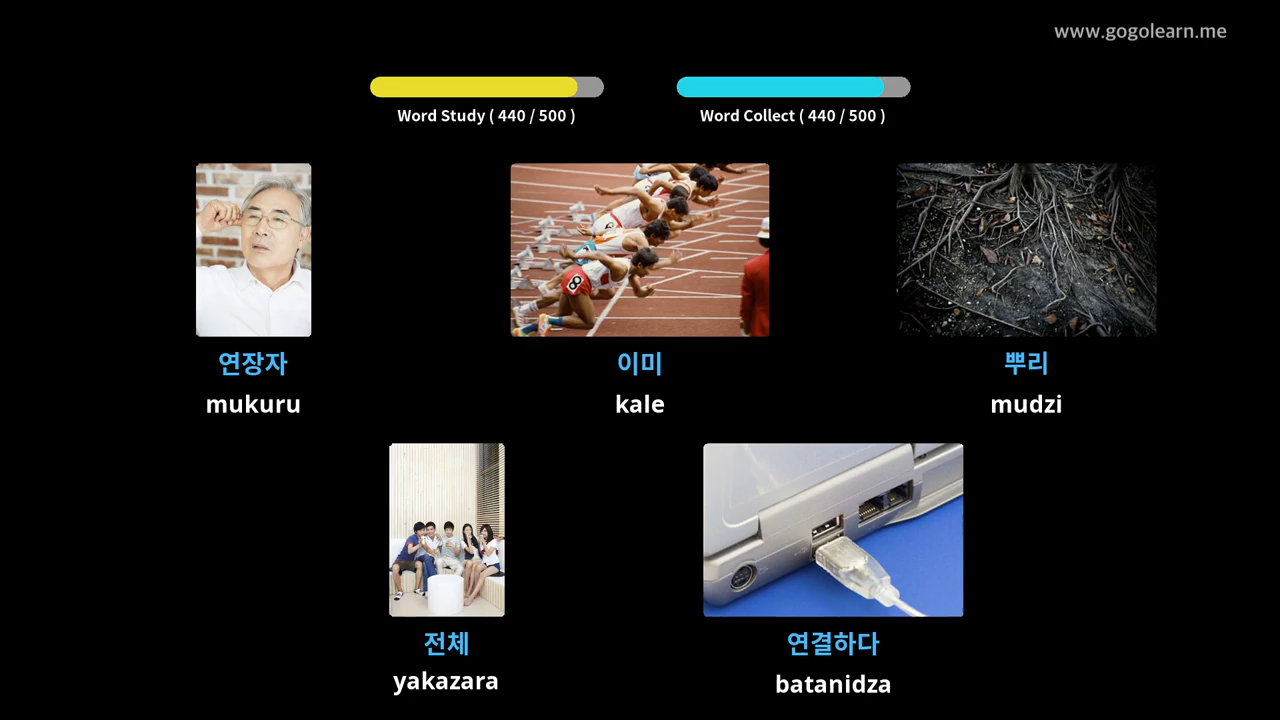 www.gogolearn.me
Word Study ( 440 / 500 )
Word Collect ( 440 / 500 )
연장자
mukuru
이미
kale
뿌리
mudzi
전체
yakazara
연결하다
batanidza